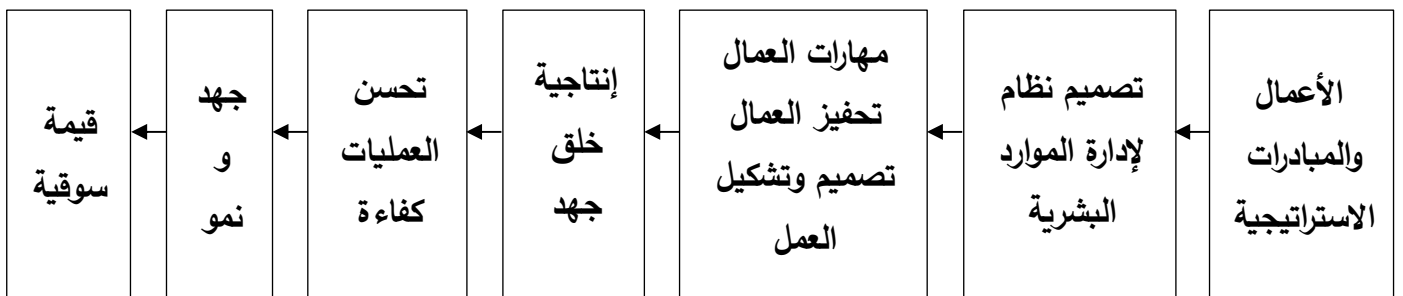 الأعمال
والمبادرات
الاستراتيجية
تصميم نظام
لإدارة الموارد
البشرية
مهارات العمال
تحفيز العمال
تصميم وتشكيل
العمل
إنتاجية
خلق
جهد
تحسن
العمليات
كفاءة
جهد
و
نمو
قيمة
سوقية